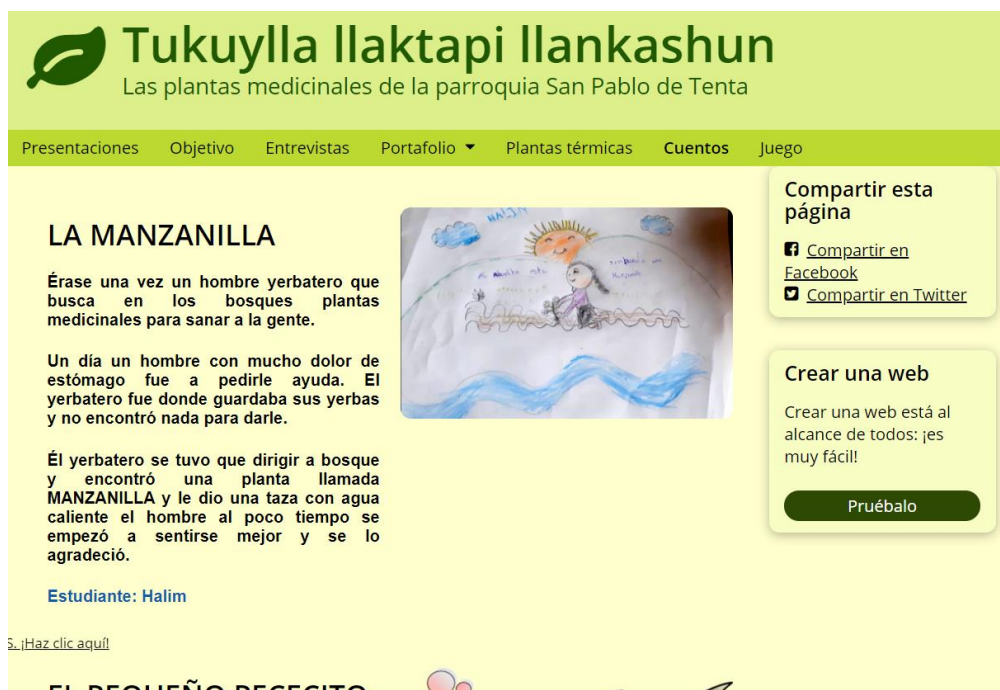 Tukuylla llaktapi llankashun
Las plantas medicinales de la parroquia San Pablo de Tenta
Presentaciones Objetivo Entrevistas Portafolio Plantas térmicas Cuentos Juego
LA MANZANILLA
Érase una vez un hombre yerbatero que
busca en los bosques plantas
medicinales para sanar a la gente.
Un día un hombre con mucho dolor de
estómago fue a pedirle ayuda. El
yerbatero fue donde guardaba sus yerbas
y no encontró nada para darle.
Él yerbatero se tuvo que dirigir a bosque
y encontró una planta llamada
MANZANILLA y le dio una taza con agua
caliente el hombre al poco tiempo se
empezó a sentirse mejor y se lo
agradeció.
Estudiante: Halim
HALIM
Compartir esta
página
Compartir en
Facebook
Compartir en Twitter
Crear una web
Crear una web está al
alcance de todos: ¡es
muy fácil!
Pruébalo
S. ¡Haz clic aquí!
EL PEQUEÑO PECECITO